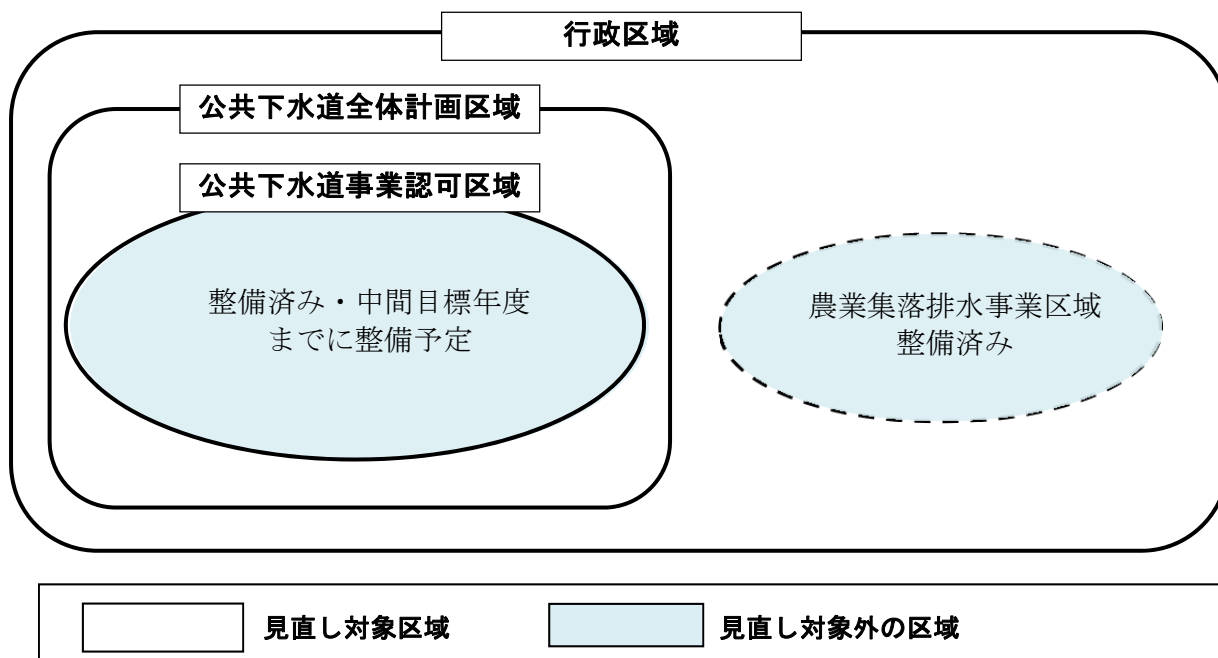 行政区域
公共下水道全体計画区域
公共下水道事業認可区域
整備済み・中間目標年度
までに整備予定
農業集落排水事業区域
整備済み
見直し対象区域
見直し対象外の区域